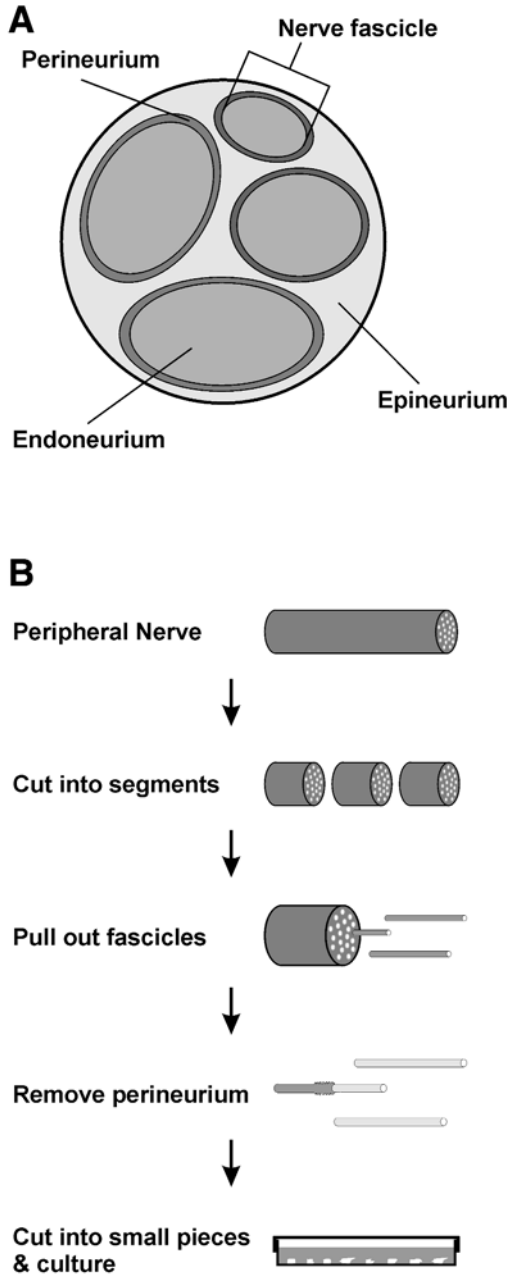 A
Nerve fascicle
Perineurium
Epineurium
Endoneurium
B
Peripheral Nerve
Cut into segments
Pull out fascicles
Remove perineurium
Cut into small pieces
& culture